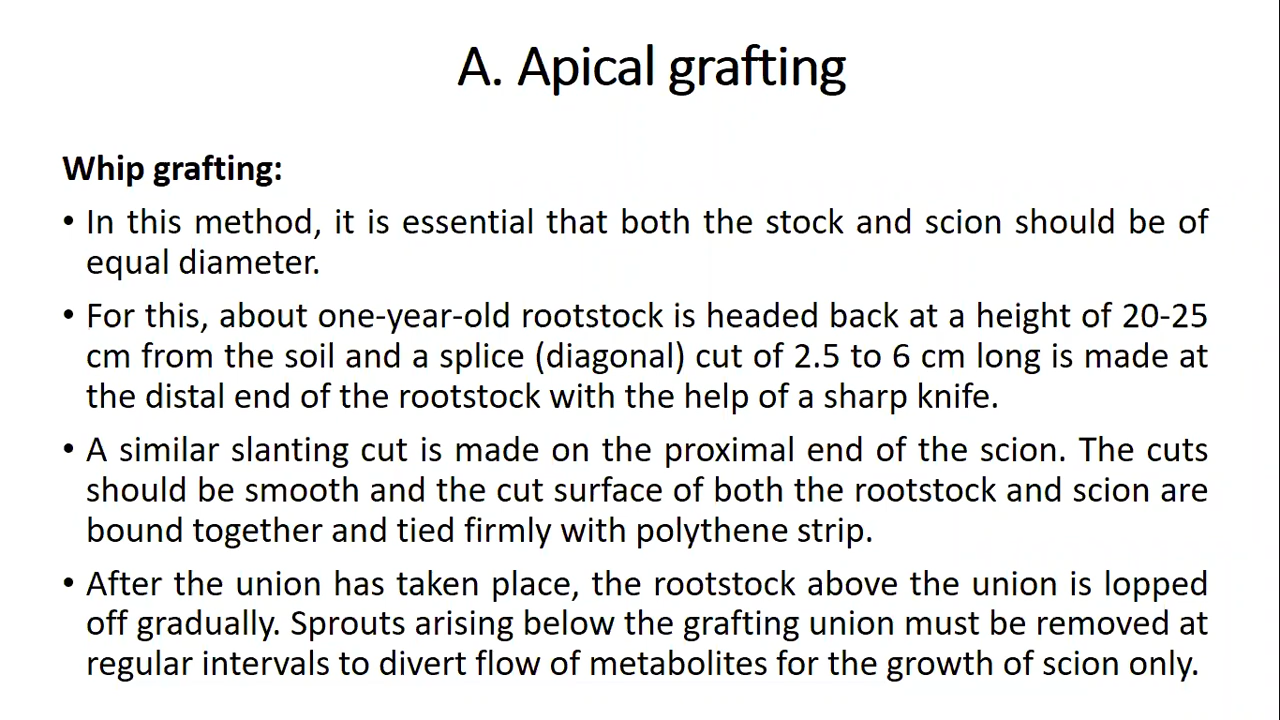 A. Apical grafting
Whip grafting:
• In this method, it is essential that both the stock and scion should be of
equal diameter.
• For this, about one-year-old rootstock is headed back at a height of 20-25
cm from the soil and a splice (diagonal) cut of 2.5 to 6 cm long is made at
the distal end of the rootstock with the help of a sharp knife.
• A similar slanting cut is made on the proximal end of the scion. The cuts
should be smooth and the cut surface of both the rootstock and scion are
bound together and tied firmly with polythene strip.
• After the union has taken place, the rootstock above the union is lopped
off gradually. Sprouts arising below the grafting union must be removed at
regular intervals to divert flow of metabolites for the growth of scion only.